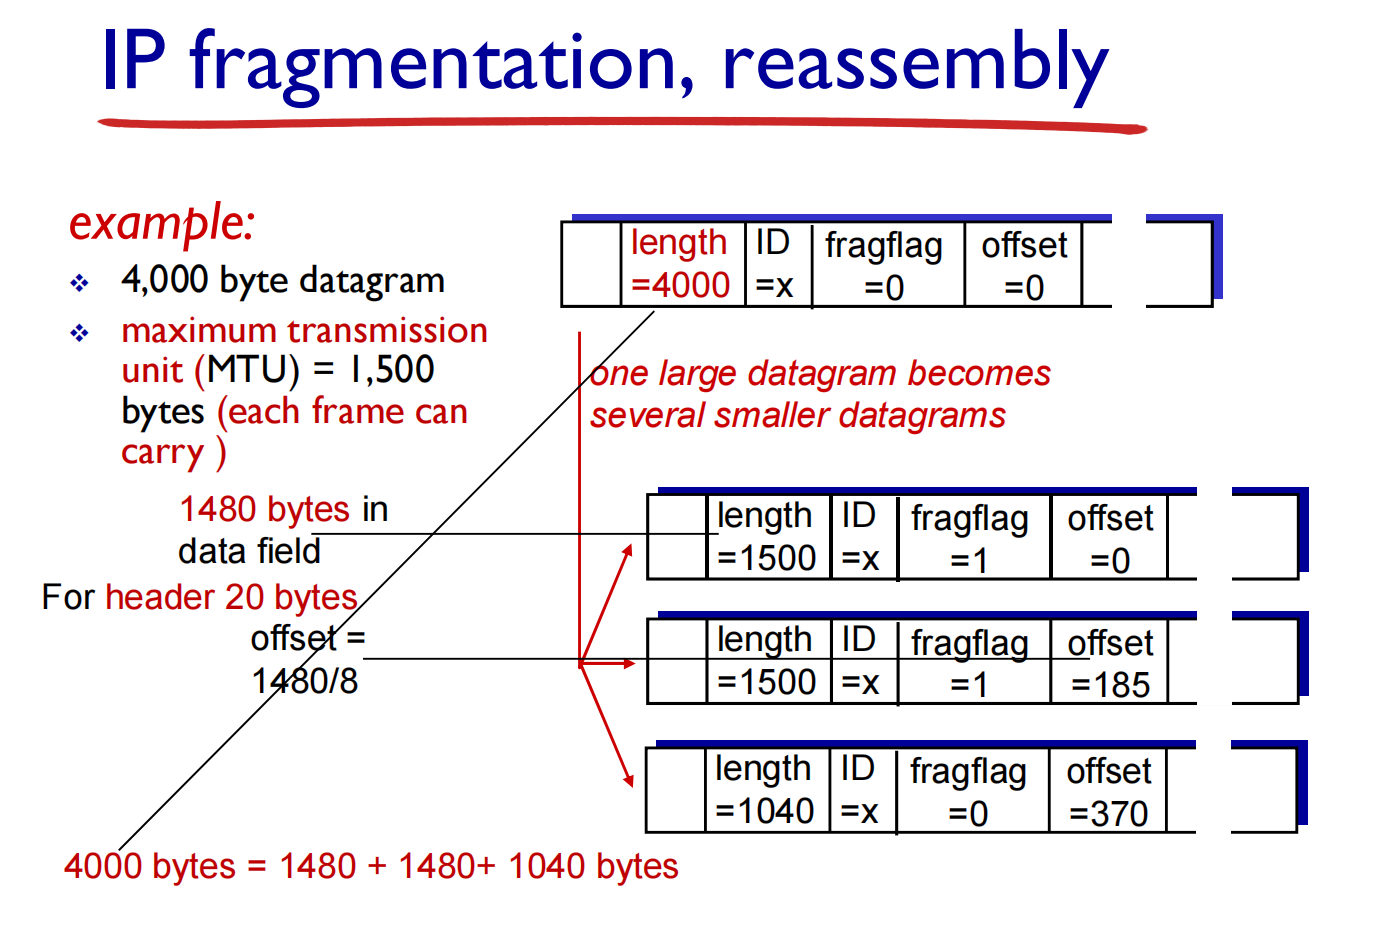 IP fragmentation, reassembly
example:
❖ 4,000 byte datagram
❖ maximum transmission
unit (MTU) = 1,500
bytes (each frame can
carry )
1480 bytes in
data field
For header 20 bytes
offset =
1480/8
4000 bytes = 1480 + 1480+ 1040 bytes
length ID fragflag offset
=4000 =x =0 =0
one large datagram becomes
several smaller datagrams
length ID fragflag offset
=1500 =x =1 =0
length ID fragflag offset
=1500 =x =1 =185
length ID fragflag offset
=1040 =x =0 =370